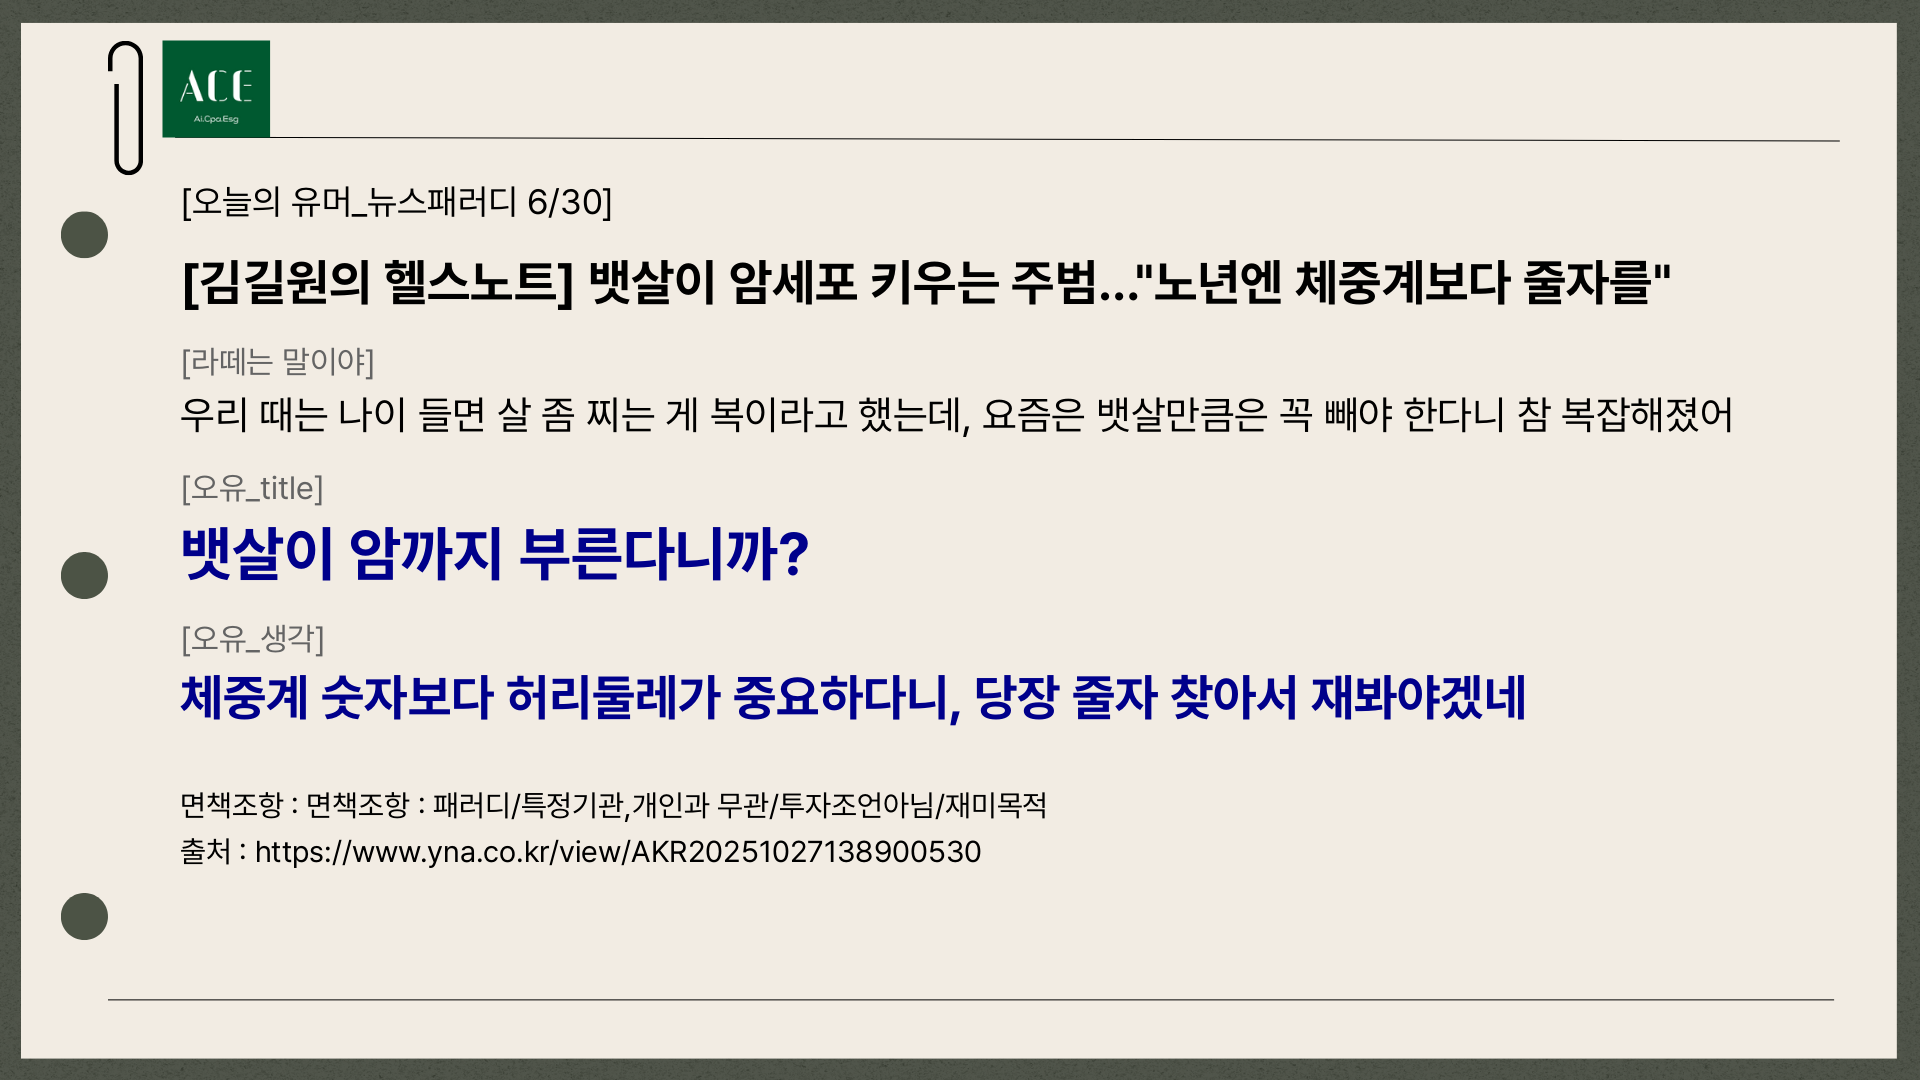 ACE
Ai.Cpa.Esg
[오늘의 유머_뉴스패러디 6/30]
[김길원의 헬스노트] 뱃살이 암세포 키우는 주범..."노년엔 체중계보다 줄자를"
[라떼는 말이야]
우리 때는 나이 들면 살 좀 찌는 게 복이라고 했는데, 요즘은 뱃살만큼은 꼭 빼야 한다니 참 복잡해졌어
[오유_title]
뱃살이 암까지 부른다니까?
[오유_생각]
체중계 숫자보다 허리둘레가 중요하다니, 당장 줄자 찾아서 재봐야겠네
면책조항 : 면책조항 : 패러디/특정기관,개인과 무관/투자조언아님/재미목적
출처 : https://www.yna.co.kr/view/AKR20251027138900530